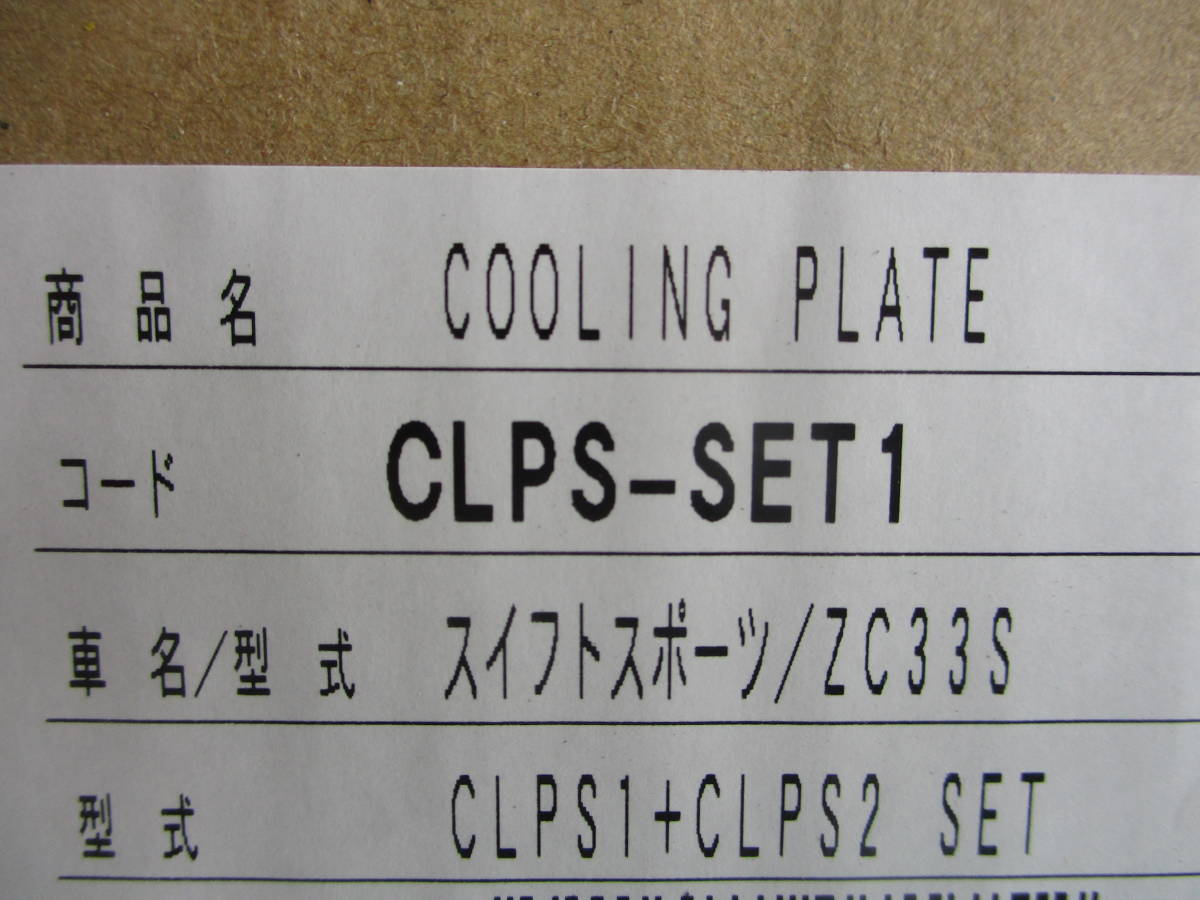 商品名 COOLING PLATE
コード CLPS-SET1
車名/型式 スイフトスポーツ/ZC33S
型式 CLPS1+CLPS2 SET